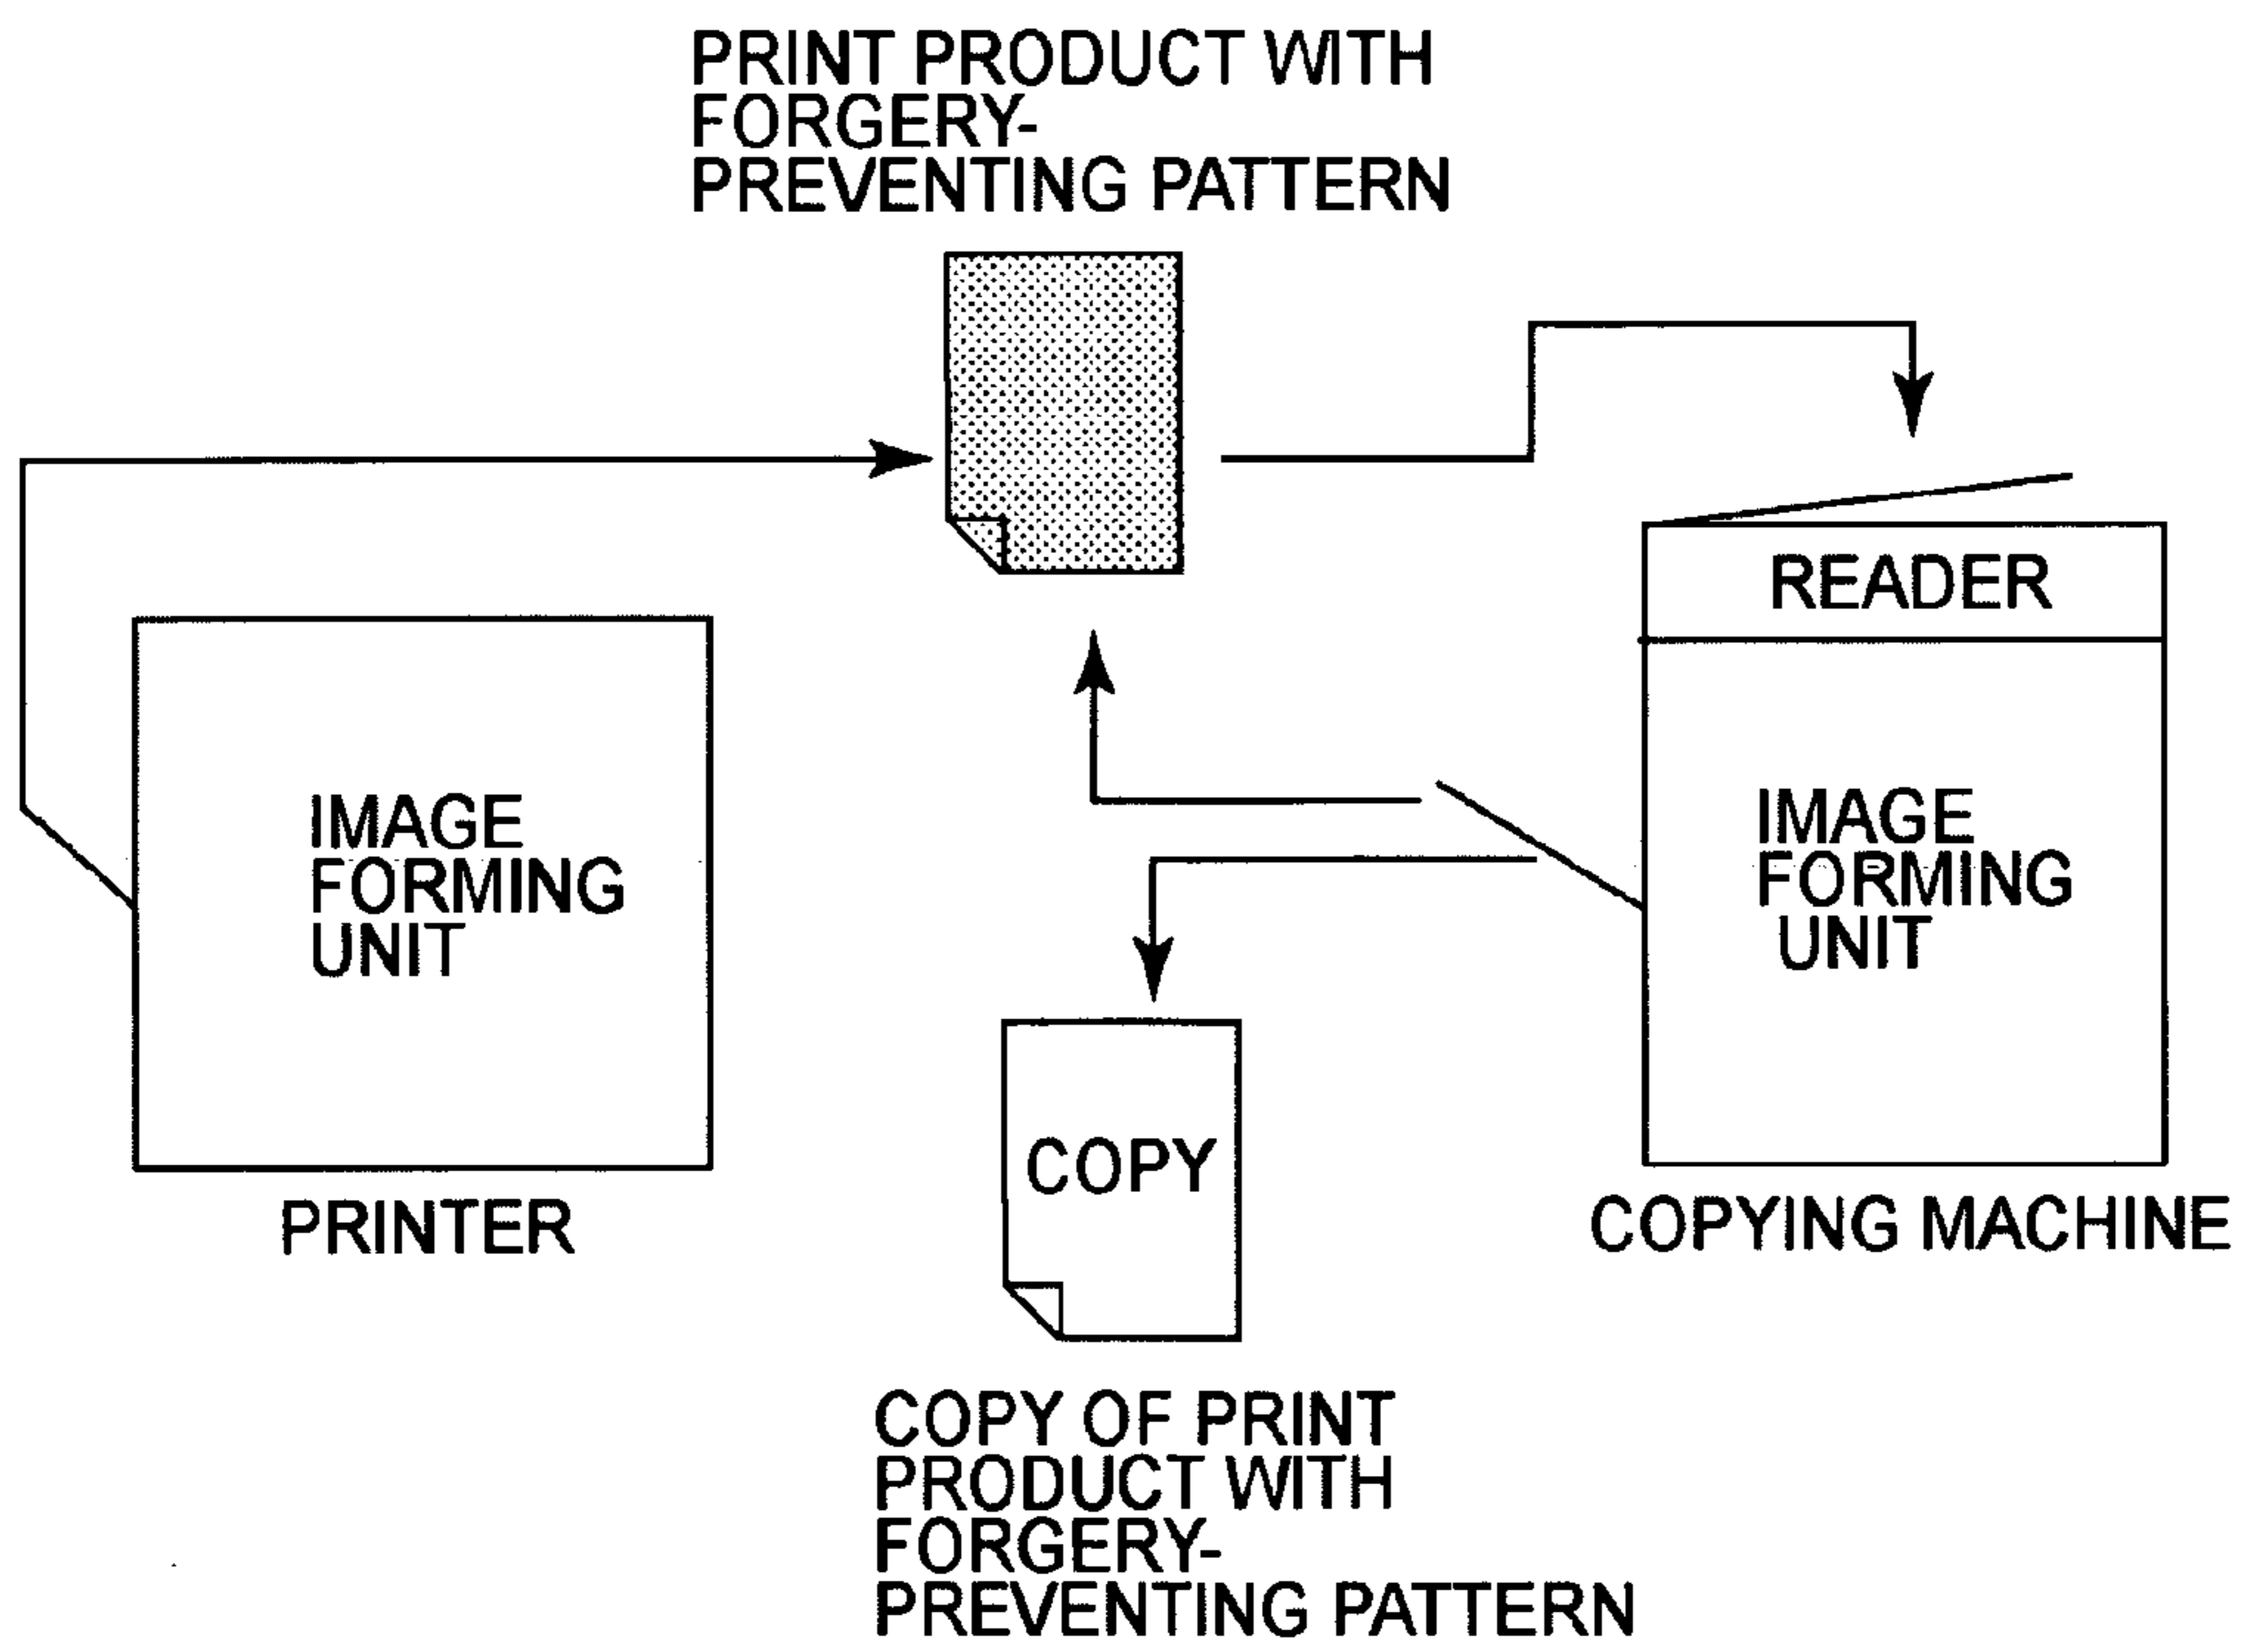 PRINT PRODUCT WITH
FORGERY-
PREVENTING PATTERN
READER
IMAGE
FORMING
UNIT
PRINTER
IMAGE
FORMING
UNIT
COPYING MACHINE
COPY
COPY OF PRINT
PRODUCT WITH
FORGERY-
PREVENTING PATTERN